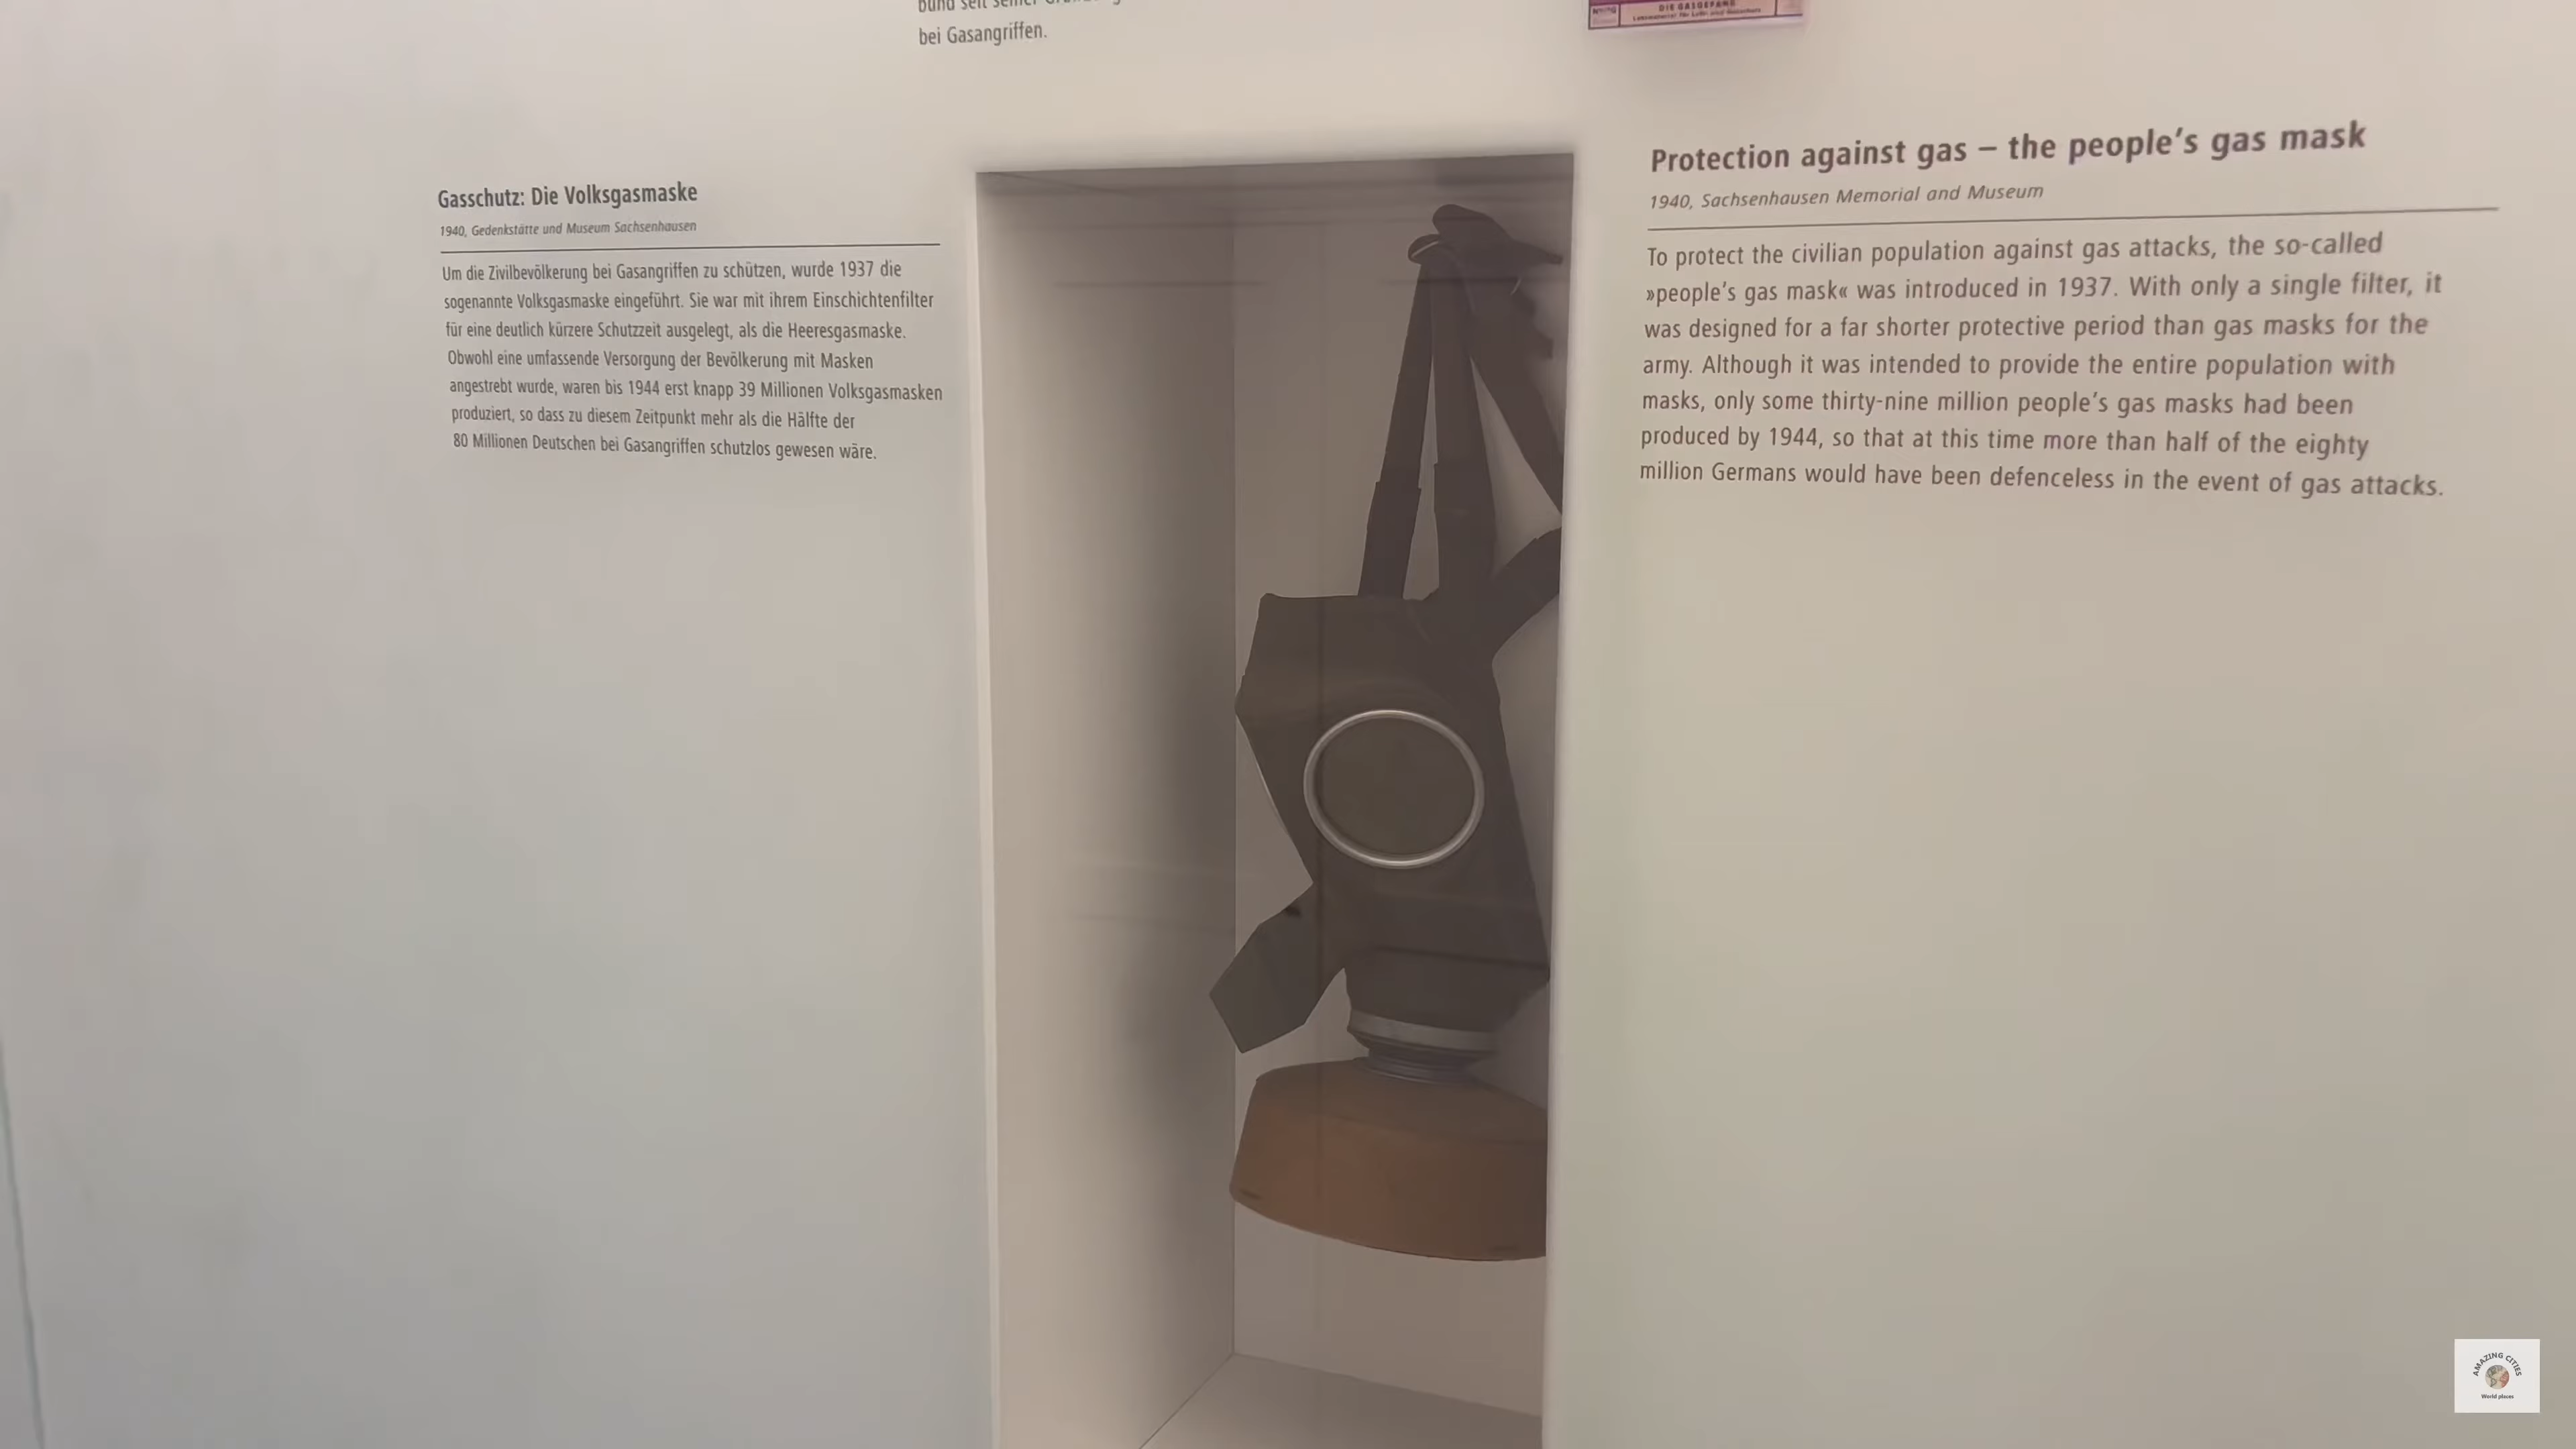 bei Gasangriffen.
DIE GASGEFAHR
Gasschutz: Die Volksgasmaske
1940, Gedenkstätte und Museum Sachsenhausen
Um die Zivilbevölkerung bei Gasangriffen zu schützen, wurde 1937 die
sogenannte Volksgasmaske eingeführt. Sie war mit ihrem Einschichtenfilter
für eine deutlich kürzere Schutzzeit ausgelegt, als die Heeresgasmaske.
Obwohl eine umfassende Versorgung der Bevölkerung mit Masken
angestrebt wurde, waren bis 1944 erst knapp 39 Millionen Volksgasmasken
produziert, so dass zu diesem Zeitpunkt mehr als die Hälfte der
80 Millionen Deutschen bei Gasangriffen schutzlos gewesen wäre.
Protection against gas – the people's gas mask
1940, Sachsenhausen Memorial and Museum
To protect the civilian population against gas attacks, the so-called
»people's gas mask« was introduced in 1937. With only a single filter, it
was designed for a far shorter protective period than gas masks for the
army. Although it was intended to provide the entire population with
masks, only some thirty-nine million people's gas masks had been
produced by 1944, so that at this time more than half of the eighty
million Germans would have been defenceless in the event of gas attacks.
AMAZING CITIES
World places